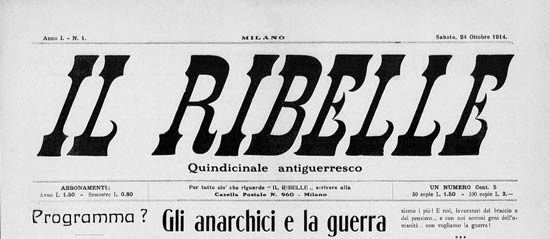 Anno I. - N. 1.
MILANO
Sabato, 24 Ottobre 1914.
IL RIBELLE
Quindicinale antiguerresco
ABBONAMENTI:
Anno L. 1.50 - Semestre L. 0.80
Per tutto cio' che riguarda "IL RIBELLE„ scrivere alla
Casella Postale N. 960 - Milano
UN NUMERO Cent. 5
50 copie L. 1.50 - 100 copie L. 3.—
Programma?
Gli anarchici e la guerra
siamo i più! E noi, lavoratori del braccio e
del pensiero... e con noi uomini geni dell'u-
manità... non vogliamo la guerra!
***